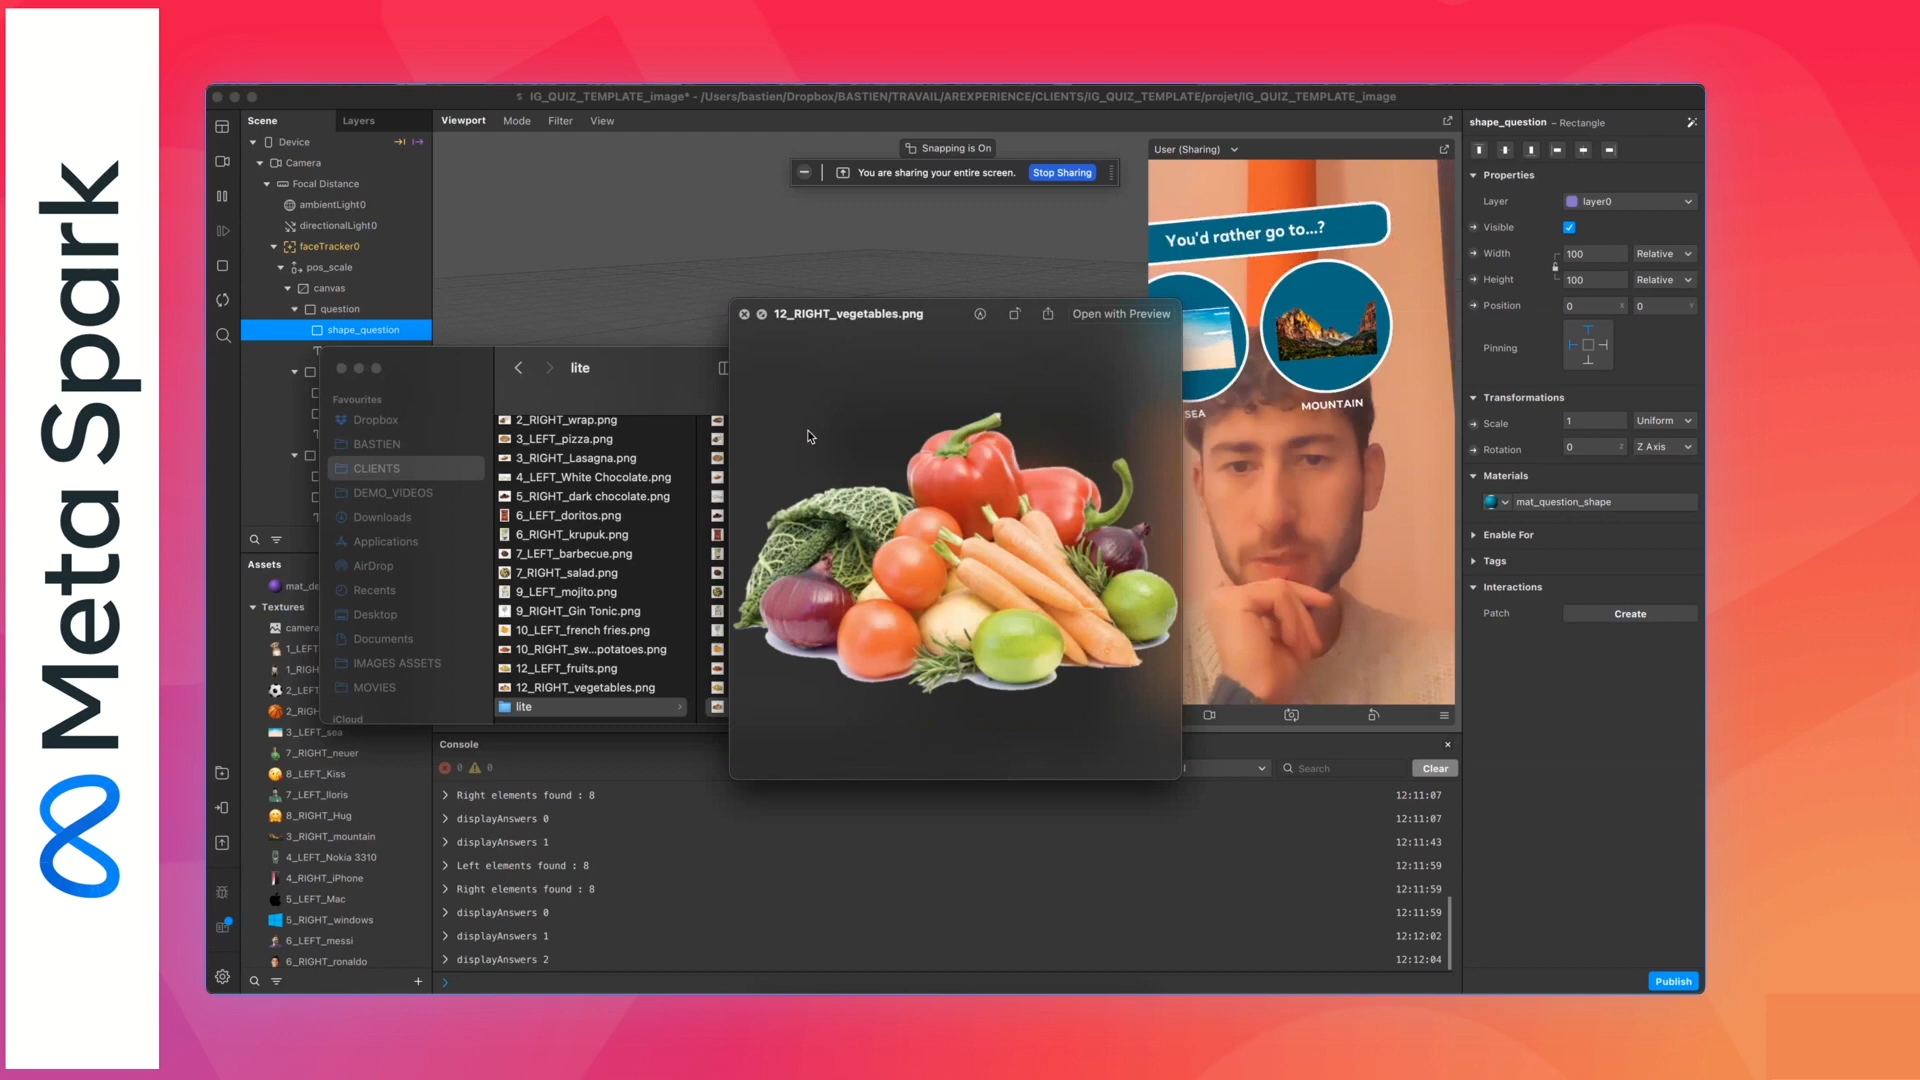 Meta Spark
IG_QUIZ_TEMPLATE_image* - /Users/bastien/Dropbox/BASTIEN/TRAVAIL/AREXPERIENCE/CLIENTS/IG_QUIZ_TEMPLATE/projet/IG_QUIZ_TEMPLATE_image
Scene
Layers
Device
Camera
Focal Distance
ambientLight0
directionalLight0
faceTracker0
pos_scale
canvas
question
shape_question
Assets
mat_de
Textures
camera
1_LEFT
1_RIGH
2_LEFT
2_RIGH
3_LEFT_sea
7_RIGHT_neuer
8_LEFT_Kiss
7_LEFT_lloris
8_RIGHT_Hug
3_RIGHT_mountain
4_LEFT_Nokia 3310
4_RIGHT_iPhone
5_LEFT_Mac
5_RIGHT_windows
6_LEFT_messi
6_RIGHT_ronaldo
Viewport Mode Filter View
Snapping is On
You are sharing your entire screen. Stop Sharing
Favourites
Dropbox
BASTIEN
CLIENTS
DEMO_VIDEOS
Downloads
Applications
AirDrop
Recents
Desktop
Documents
IMAGES ASSETS
MOVIES
iCloud
lite
2_RIGHT_wrap.png
3_LEFT_pizza.png
3_RIGHT_Lasagna.png
4_LEFT_White Chocolate.png
5_RIGHT_dark chocolate.png
6_LEFT_doritos.png
6_RIGHT_krupuk.png
7_LEFT_barbecue.png
7_RIGHT_salad.png
9_LEFT_mojito.png
9_RIGHT_Gin Tonic.png
10_LEFT_french fries.png
10_RIGHT_sw...potatoes.png
12_LEFT_fruits.png
12_RIGHT_vegetables.png
lite
12_RIGHT_vegetables.png
Open with Preview
User (Sharing)
You'd rather go to...?
SEA
MOUNTAIN
Console
0 0
Search
Clear
Right elements found : 8 12:11:07
displayAnswers 0 12:11:07
displayAnswers 1 12:11:43
Left elements found : 8 12:11:59
Right elements found : 8 12:11:59
displayAnswers 0 12:11:59
displayAnswers 1 12:12:02
displayAnswers 2 12:12:04
shape_question – Rectangle
Properties
Layer layer0
Visible
Width 100 Relative
Height 100 Relative
Position 0 X 0 Y
Pinning
Transformations
Scale 1 Uniform
Rotation 0 Z Z Axis
Materials
mat_question_shape
Enable For
Tags
Interactions
Patch Create
Publish